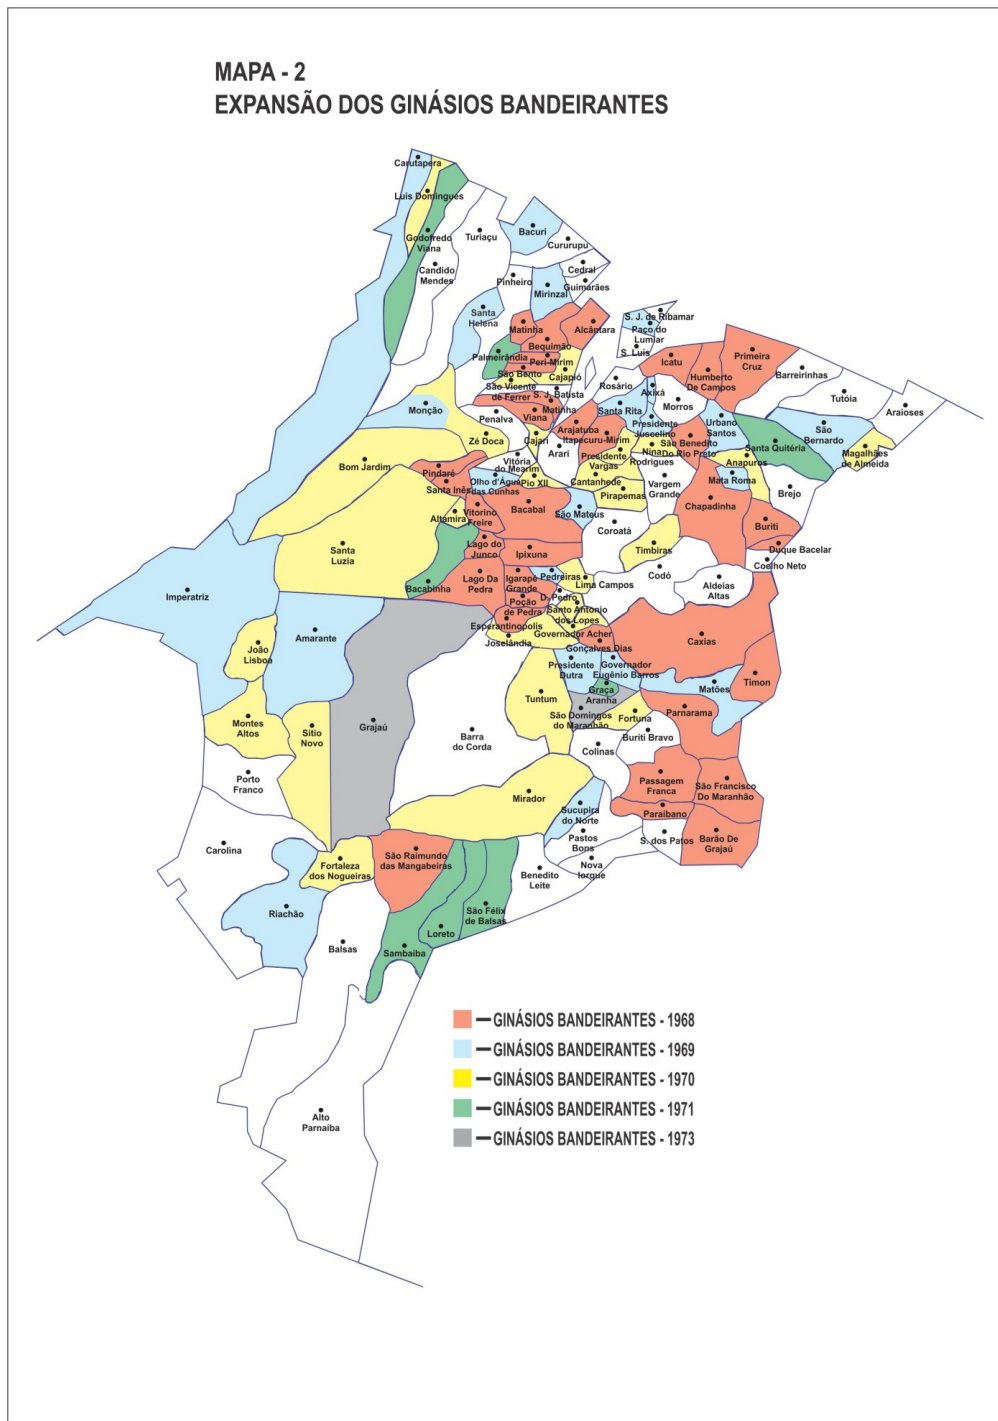 MAPA - 2
EXPANSÃO DOS GINÁSIOS BANDEIRANTES
Carutapera
Luís Domingues
Godofredo
Viana
Turiaçu
Candido
Mendes
Bacuri
Cururupu
Cedral
Guimarães
Pinheiro
Mirinzal
Santa
Helena
Matinha
Alcântara
Bequimão
Palmeirândia
Peri-Mirim
São Bento
Cajapió
São Vicente
de Ferrer
S. J. Batista
Matinha
Viana
Penalva
S. J. de Ribamar
Paço do
Lumiar
S. Luís
Icatu
Humberto
De Campos
Primeira
Cruz
Barreirinhas
Tutóia
Araioses
Rosário
Axixá
Morros
Santa Rita
Presidente
Juscelino
Urbano
Santos
São
Bernardo
Magalhães
de Almeida
Santa Quitéria
Monção
Zé Doca
Cajari
Arajatuba
Itapecuru-Mirim
Arari
Presidente
Vargas
Nina
Rodrigues
São Benedito
Do Rio Preto
Anapurus
Mata Roma
Brejo
Bom Jardim
Pindaré
Santa Inês
Vitória
do Mearim
Olho d'Água
das Cunhas
Pio XII
Cantanhede
Pirapemas
Vargem
Grande
Chapadinha
Buriti
Duque Bacelar
Coelho Neto
Altamira
Vitorino
Freire
Bacabal
São Mateus
Coroatá
Timbiras
Codó
Aldeias
Altas
Santa
Luzia
Lago do
Junco
Ipixuna
Bacabinha
Lago Da
Pedra
Igarapé
Grande
Pedreiras
Lima Campos
Poção
de Pedra
D. Pedro
Santo Antonio
dos Lopes
Esperantinopolis
Joselândia
Governador Acher
Gonçalves Dias
Caxias
Timon
Imperatriz
Amarante
João
Lisboa
Presidente
Dutra
Governador
Eugênio Barros
Graça
Aranha
Matões
Parnarama
Montes
Altos
Sitio
Novo
Grajaú
Barra
do Corda
Tuntum
São Domingos
do Maranhão
Fortuna
Buriti Bravo
Colinas
Porto
Franco
Mirador
Passagem
Franca
São Francisco
Do Maranhão
Sucupira
do Norte
Paraibano
Pastos
Bons
S. dos Patos
Barão De
Grajaú
Carolina
Fortaleza
dos Nogueiras
São Raimundo
das Mangabeiras
Nova
Iorque
Benedito
Leite
Riachão
Balsas
São Félix
de Balsas
Loreto
Sambaiba
Alto
Parnaiba
GINÁSIOS BANDEIRANTES - 1968
GINÁSIOS BANDEIRANTES - 1969
GINÁSIOS BANDEIRANTES - 1970
GINÁSIOS BANDEIRANTES - 1971
GINÁSIOS BANDEIRANTES - 1973